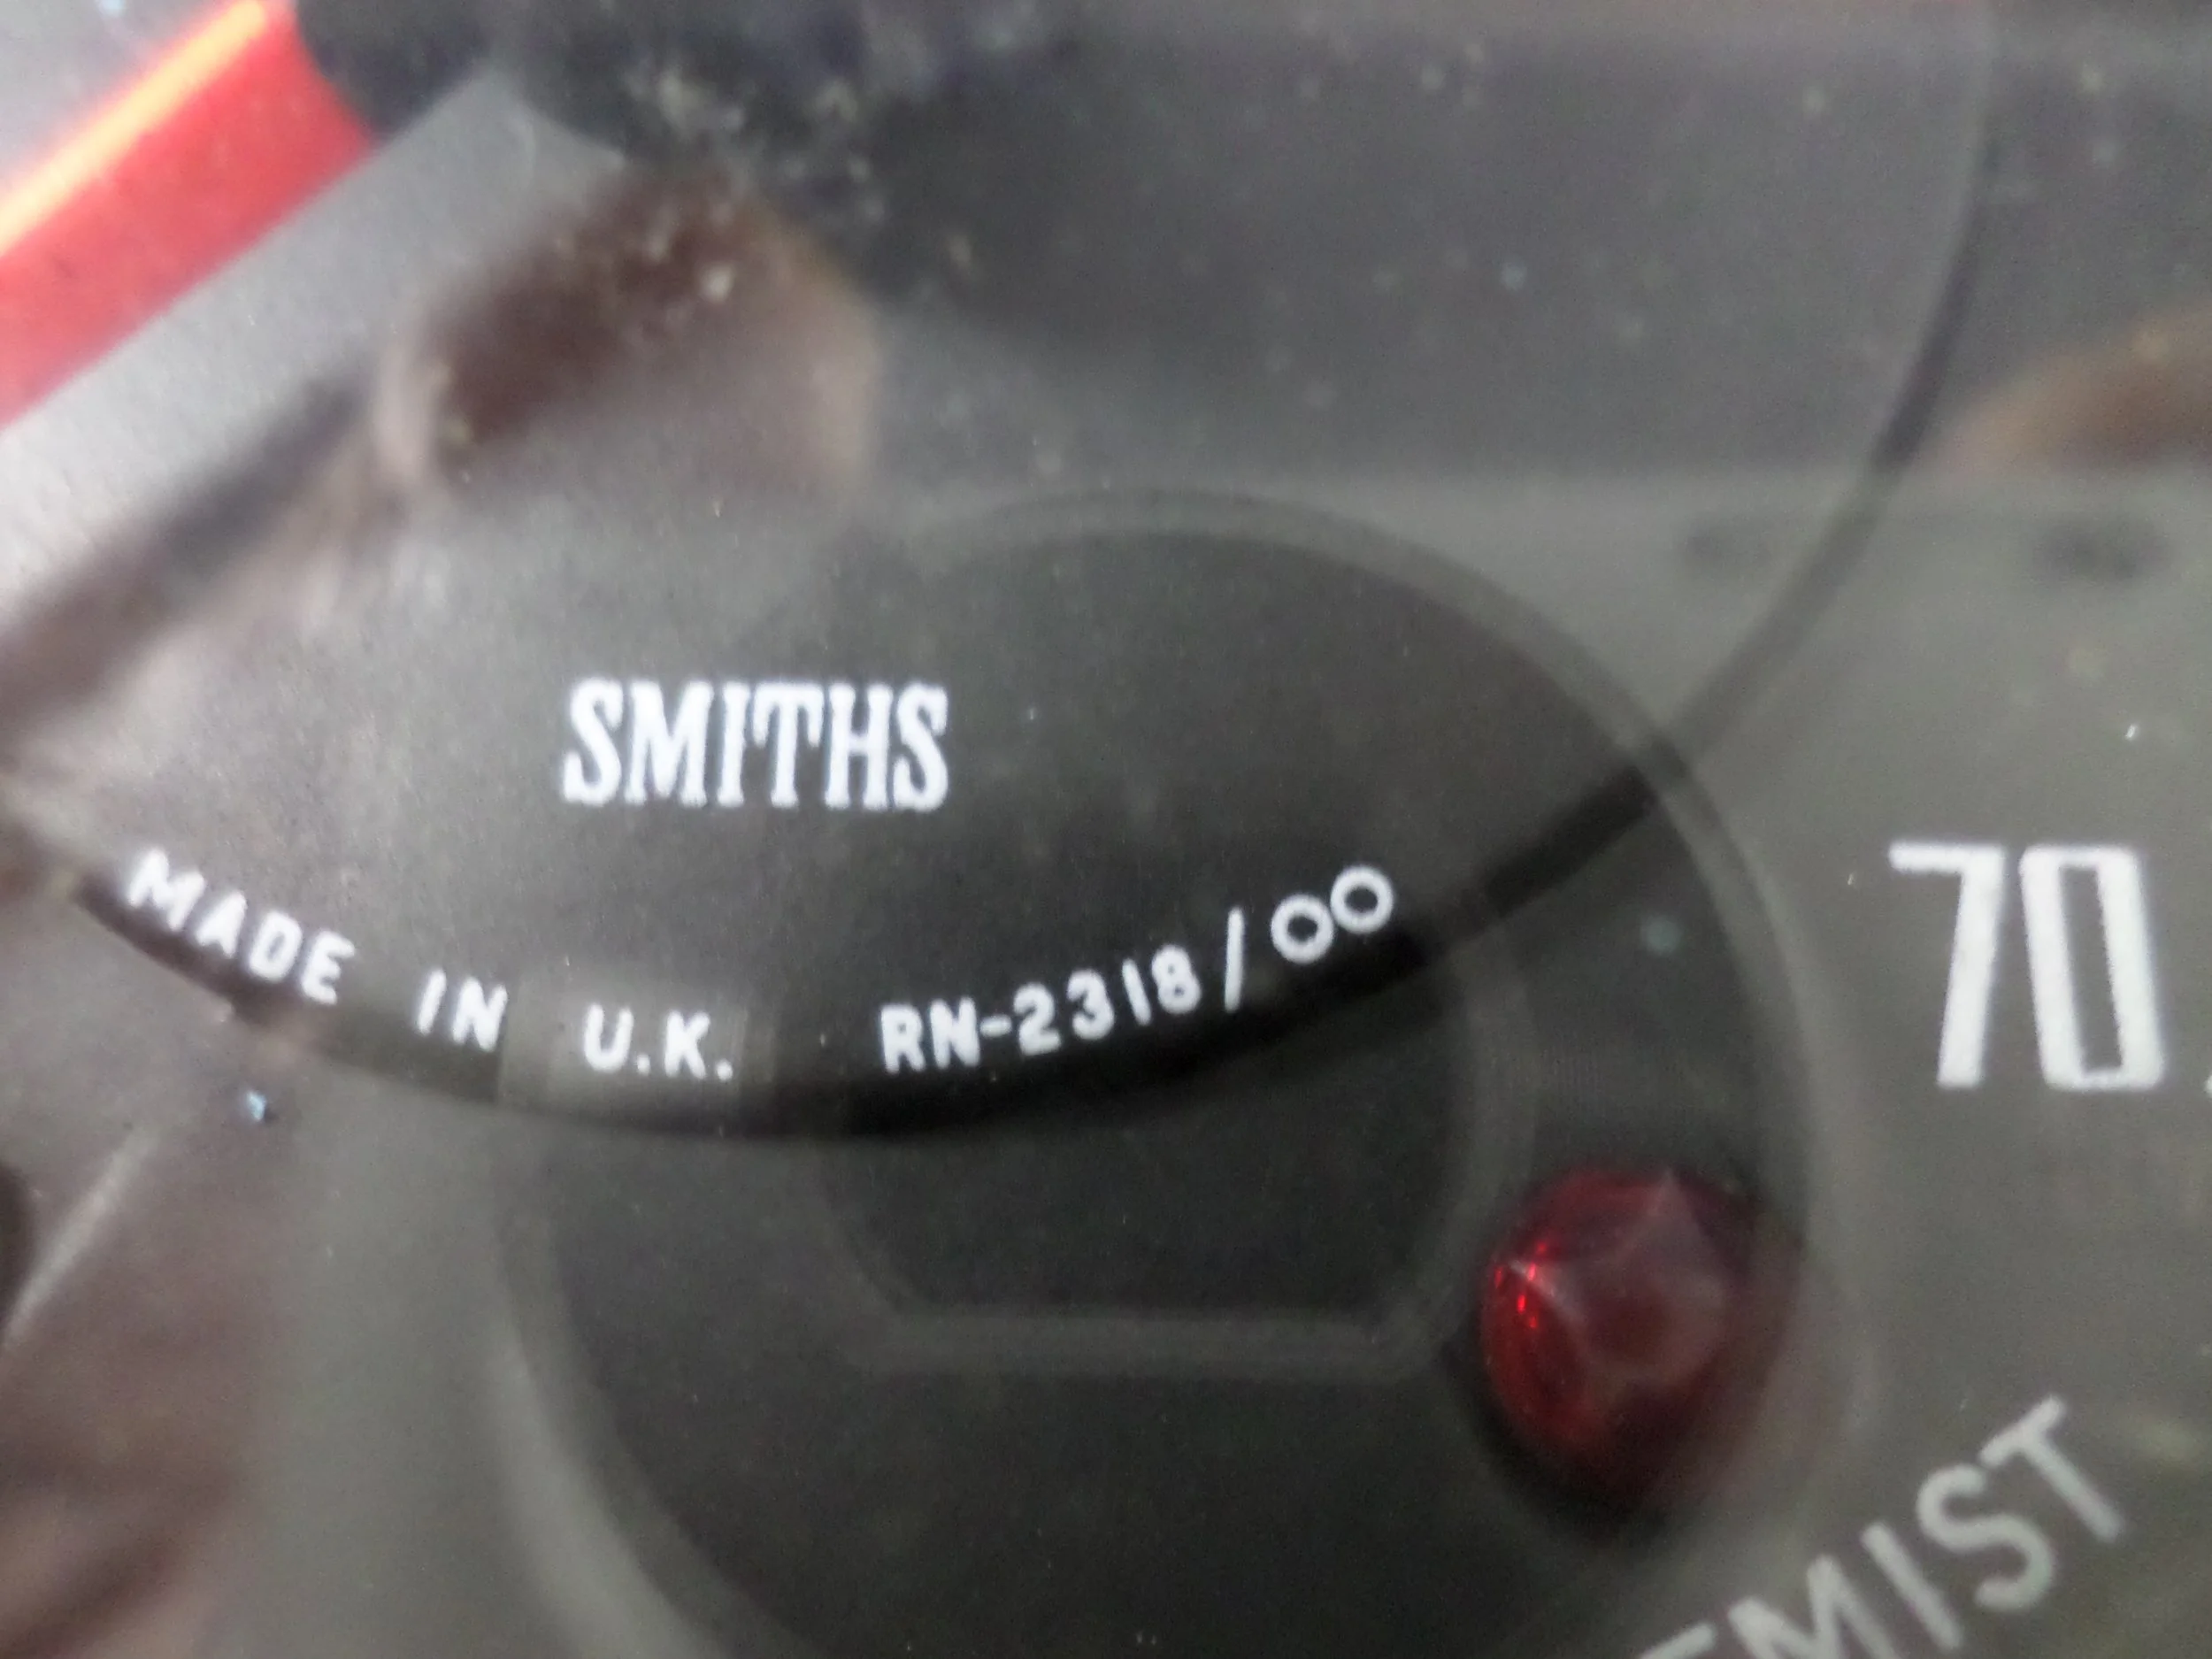 SMITHS
MADE IN U.K. RN-2318/00
70
EMIST